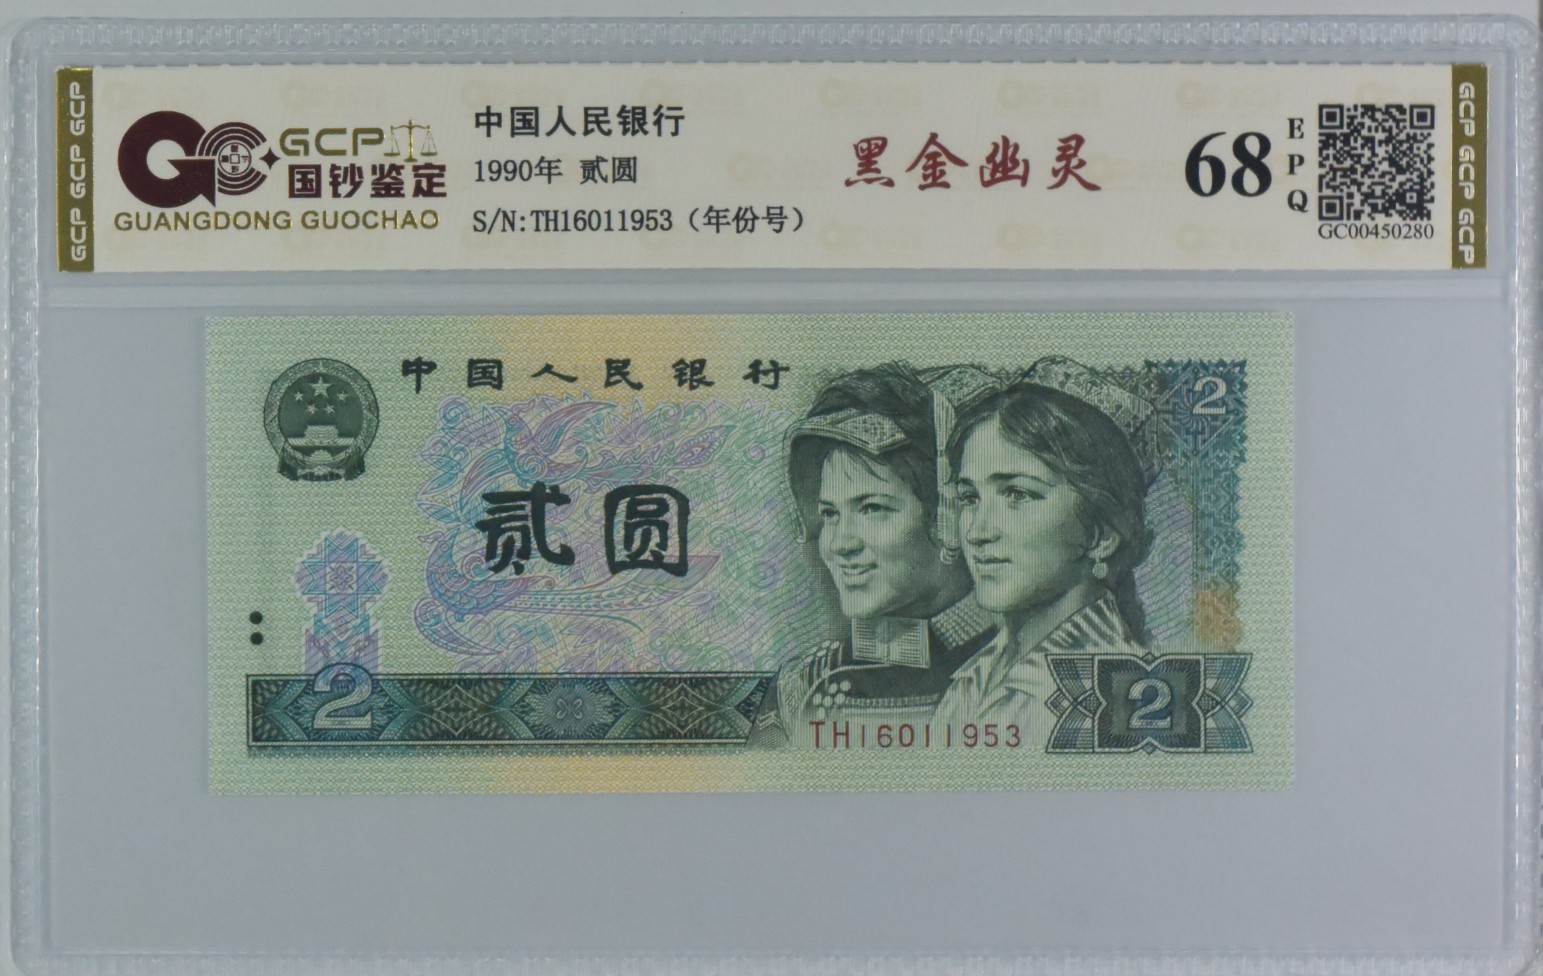 GCP GCP GCP
GCP
国钞鉴定
GUANGDONG GUOCHAO
中国人民银行
1990年 贰圆
S/N:TH16011953（年份号）
黑金幽灵
68
EPQ
GC00450280
GCP GCP GCP
中国人民银行
2
贰圆
2
TH16011953
2